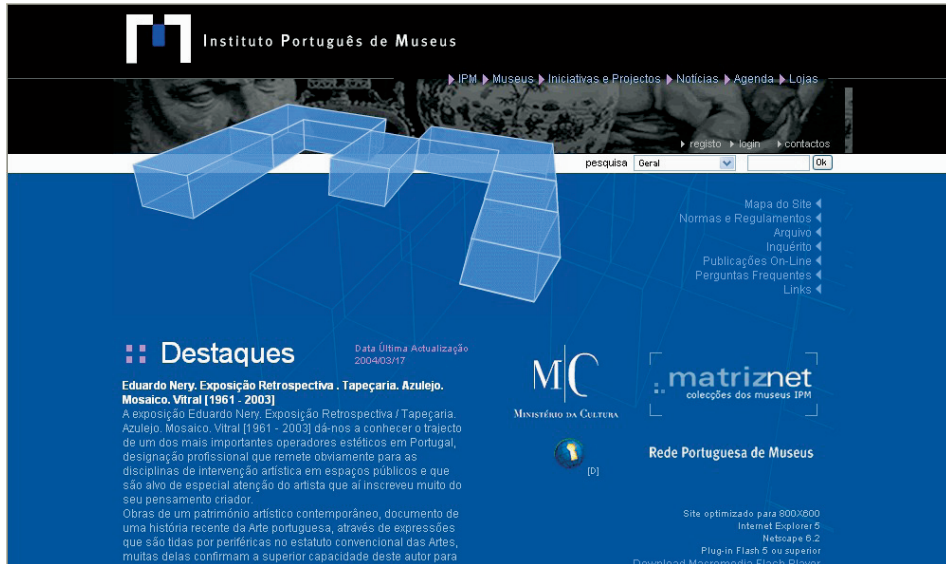 Instituto Português de Museus
IPM Museus Iniciativas e Projectos Notícias Agenda Lojas
registo login contactos
pesquisa Geral Ok
Mapa do Site
Normas e Regulamentos
Arquivo
Inquérito
Publicações On-Line
Perguntas Frequentes
Links
Destaques
Data Última Actualização
2004/03/17
Eduardo Nery. Exposição Retrospectiva . Tapeçaria. Azulejo.
Mosaico. Vitral [1961 - 2003]
A exposição Eduardo Nery. Exposição Retrospectiva / Tapeçaria.
Azulejo. Mosaico. Vitral [1961 - 2003] dá-nos a conhecer o trajecto
de um dos mais importantes operadores estéticos em Portugal,
designação profissional que remete obviamente para as
disciplinas de intervenção artística em espaços públicos e que
são alvo de especial atenção do artista que aí inscreveu muito do
seu pensamento criador.
Obras de um património artístico contemporâneo, documento de
uma história recente da Arte portuguesa, através de expressões
que são tidas por periféricas no estatuto convencional das Artes,
muitas delas confirmam a superior capacidade deste autor para
MC
Ministério da Cultura
[D]
matriznet
colecções dos museus IPM
Rede Portuguesa de Museus
Site optimizado para 800X600
Internet Explorer 5
Netscape 6.2
Plug-in Flash 5 ou superior
Download Macromedia Flash Player